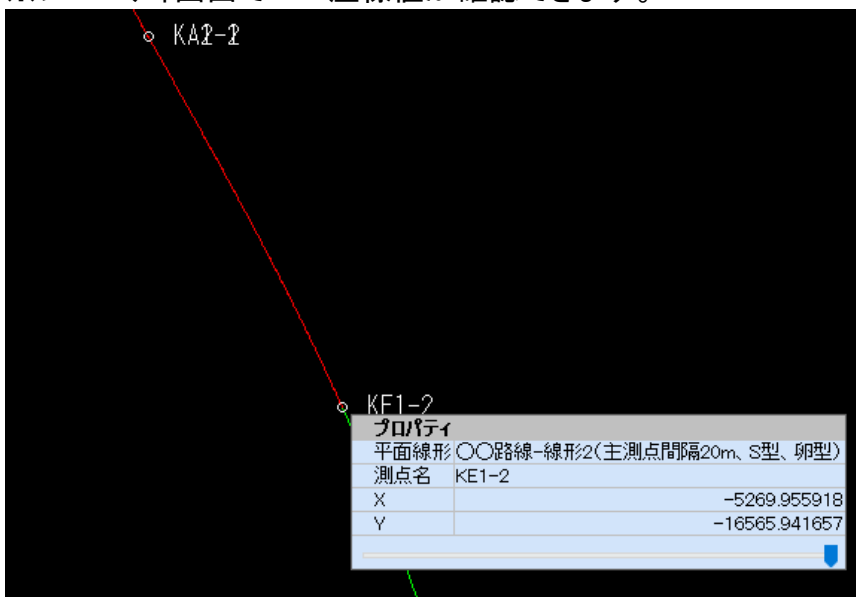 KA2-2
KE1-2
プロパティ
平面線形 〇〇路線-線形2(主測点間隔20m、S型、卵型)
測点名 KE1-2
X -5269.955918
Y -16565.941657